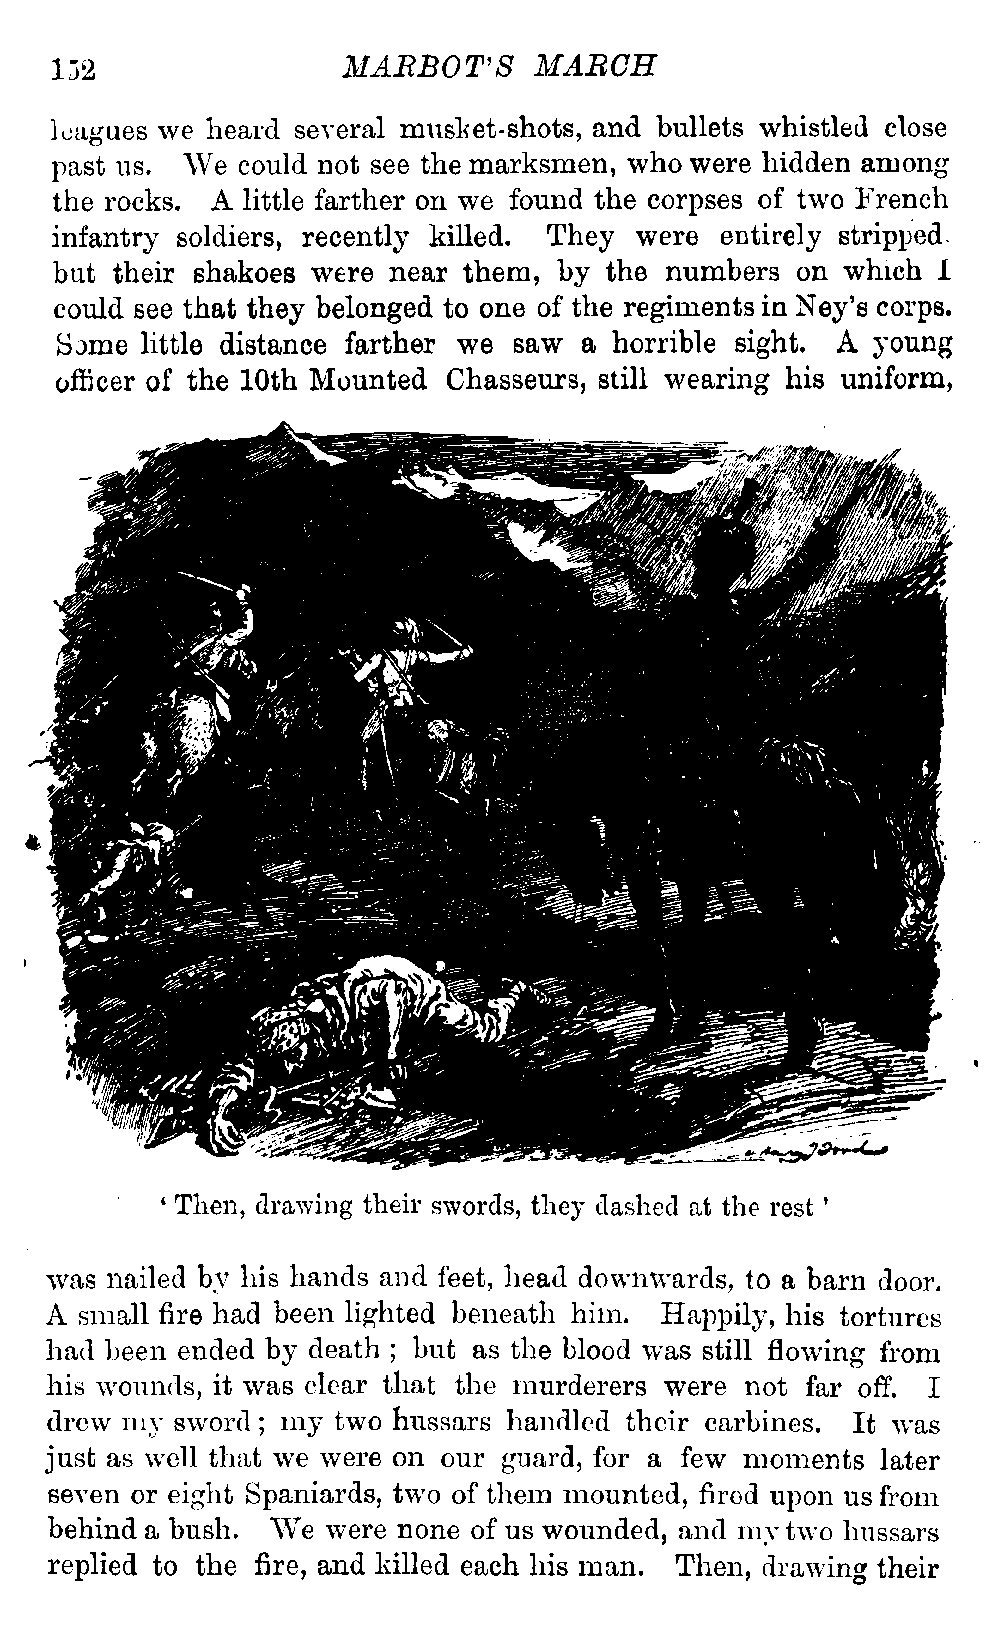 152 MARBOT'S MARCH
leagues we heard several musket-shots, and bullets whistled close
past us. We could not see the marksmen, who were hidden among
the rocks. A little farther on we found the corpses of two French
infantry soldiers, recently killed. They were entirely stripped.
but their shakoes were near them, by the numbers on which I
could see that they belonged to one of the regiments in Ney's corps.
Some little distance farther we saw a horrible sight. A young
officer of the 10th Mounted Chasseurs, still wearing his uniform,
' Then, drawing their swords, they dashed at the rest '
was nailed by his hands and feet, head downwards, to a barn door.
A small fire had been lighted beneath him. Happily, his tortures
had been ended by death ; but as the blood was still flowing from
his wounds, it was clear that the murderers were not far off. I
drew my sword ; my two hussars handled their carbines. It was
just as well that we were on our guard, for a few moments later
seven or eight Spaniards, two of them mounted, fired upon us from
behind a bush. We were none of us wounded, and my two hussars
replied to the fire, and killed each his man. Then, drawing their